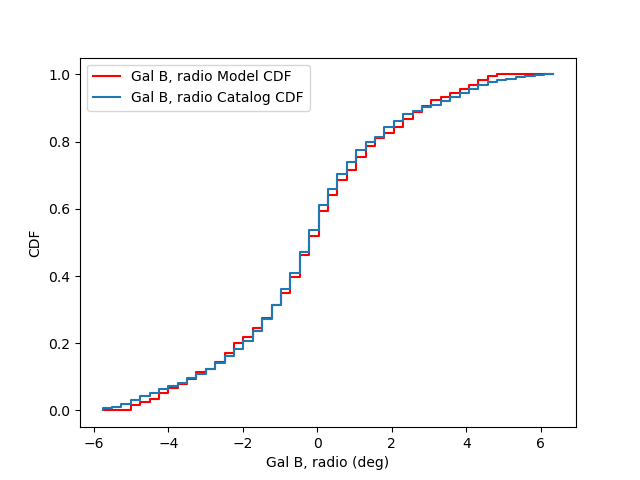 Gal B, radio Model CDF
Gal B, radio Catalog CDF
1.0
0.8
0.6
0.4
0.2
0.0
CDF
−6 −4 −2 0 2 4 6
Gal B, radio (deg)